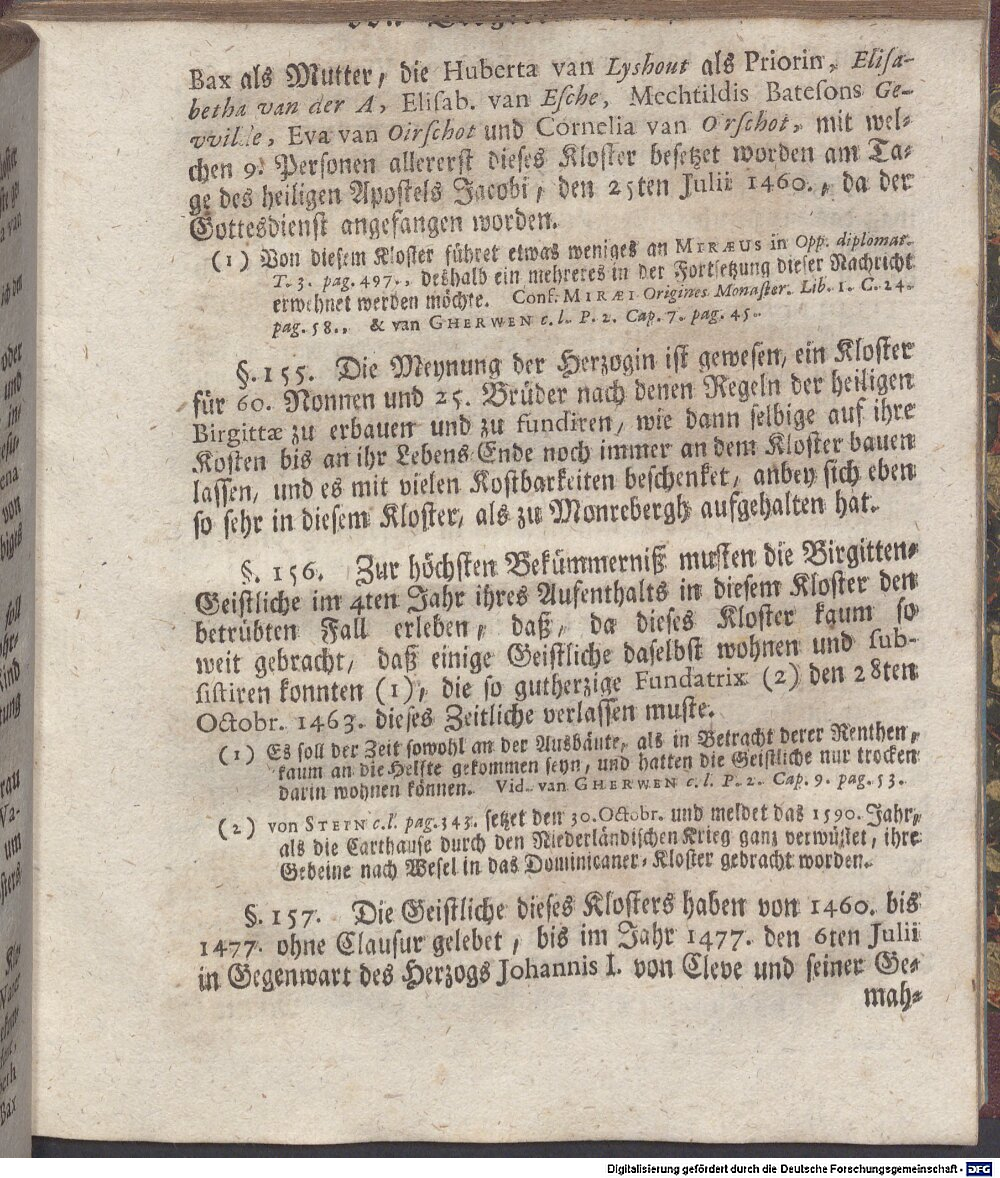 Bax als Mutter, die Huberta van Lyshout als Priorin, Elisa-
betha van der A, Elisab. van Esche, Mechtildis Batesons Ge-
vvilde, Eva van Oirschot und Cornelia van Orschot, mit wel-
chen 9. Personen allererst dieses Kloster besetzet worden am Ta-
ge des heiligen Apostels Jacobi, den 25ten Julii 1460., da der
Gottesdienst angefangen worden.
(1) Von diesem Kloster führet etwas weniges an MIRÆUS in Opp. diplomat.
T. 3. pag. 497., deshalb ein mehreres in der Fortsetzung dieser Nachricht
erwehnet werden möchte. Conf. MIRÆI Origines Monaster. Lib. 1. C. 24.
pag. 58., & van GHERWEN c. l. P. 2. Cap. 7. pag. 45.
§. 155. Die Meynung der Herzogin ist gewesen, ein Kloster
für 60. Nonnen und 25. Brüder nach denen Regeln der heiligen
Birgittæ zu erbauen und zu fundiren, wie dann selbige auf ihre
Kosten bis an ihr Lebens Ende noch immer an dem Kloster bauen
lassen, und es mit vielen Kostbarkeiten beschenket, anbey sich eben
so sehr in diesem Kloster, als zu Monrebergh aufgehalten hat.
§. 156. Zur höchsten Bekümmerniß musten die Birgitten-
Geistliche im 4ten Jahr ihres Aufenthalts in diesem Kloster den
betrübten Fall erleben, daß, da dieses Kloster kaum so
weit gebracht, daß einige Geistliche daselbst wohnen und sub-
sistiren konnten (1), die so gutherzige Fundatrix (2) den 28ten
Octobr. 1463. dieses Zeitliche verlassen muste.
(1) Es soll der Zeit sowohl an der Ausbäute, als in Betracht derer Renthen,
kaum an die Helfte gekommen seyn, und hatten die Geistliche nur trocken
darin wohnen können. Vid. van GHERWEN c. l. P. 2. Cap. 9. pag. 53.
(2) von STEIN c. l. pag. 343. setzet den 30. Octobr. und meldet das 1590. Jahr,
als die Carthause durch den Niederländischen Krieg ganz verwüstet, ihre
Gebeine nach Wesel in das Dominicaner-Kloster gebracht worden.
§. 157. Die Geistliche dieses Klosters haben von 1460. bis
1477. ohne Clausur gelebet, bis im Jahr 1477. den 6ten Julii
in Gegenwart des Herzogs Johannis I. von Cleve und seiner Ge-
mah-
Digitalisierung gefördert durch die Deutsche Forschungsgemeinschaft - DFG